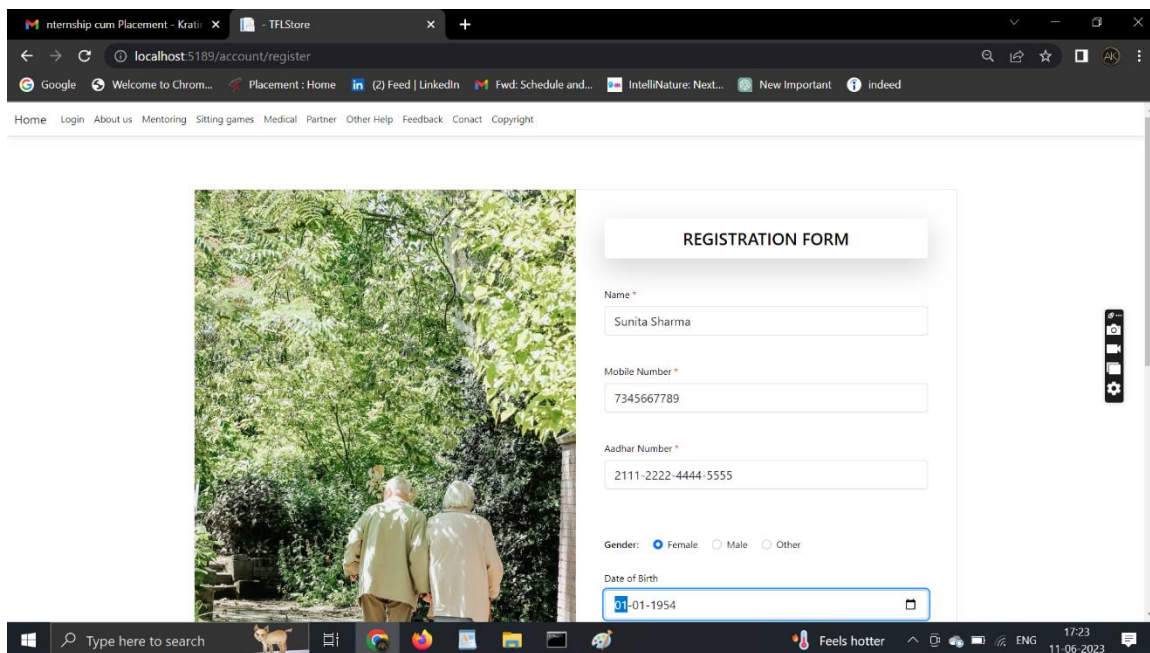 nternship cum Placement - Krati
- TFLStore
localhost:5189/account/register
AK
Google
Welcome to Chrom...
Placement : Home
(2) Feed | LinkedIn
Fwd: Schedule and...
IntelliNature: Next...
New Important
indeed
Home Login About us Mentoring Sitting games Medical Partner Other Help Feedback Conact Copyright
REGISTRATION FORM
Name *
Sunita Sharma
Mobile Number *
7345667789
Aadhar Number *
2111-2222-4444-5555
Gender: Female Male Other
Date of Birth
01-01-1954
Type here to search
Feels hotter
ENG
17:23
11-06-2023